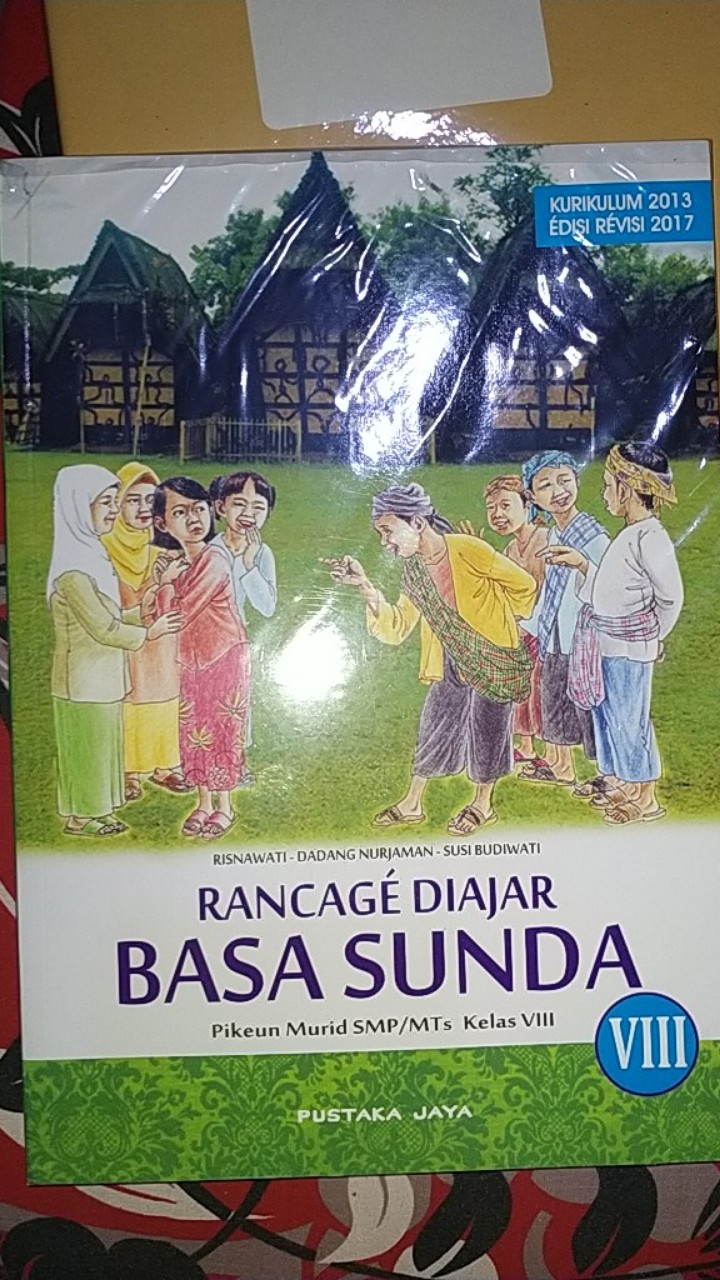 KURIKULUM 2013
ÉDISI RÉVISI 2017
RISNAWATI - DADANG NURJAMAN - SUSI BUDIWATI
RANCAGÉ DIAJAR
BASA SUNDA
Pikeun Murid SMP/MTs Kelas VIII
VIII
PUSTAKA JAYA